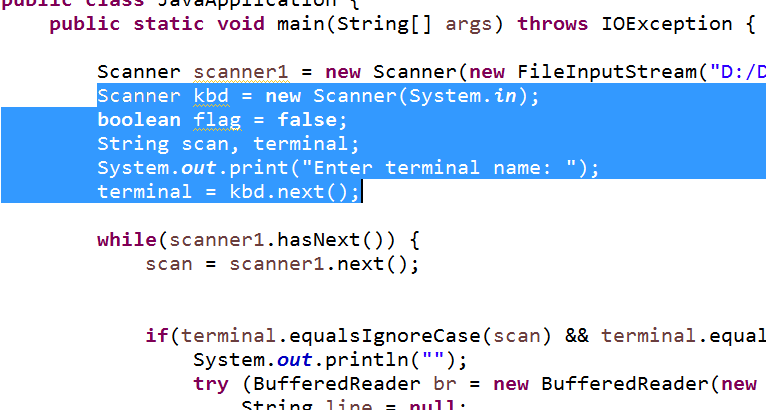 public class JavaApplication {
public static void main(String[] args) throws IOException {
Scanner scanner1 = new Scanner(new FileInputStream("D:/D
Scanner kbd = new Scanner(System.in);
boolean flag = false;
String scan, terminal;
System.out.print("Enter terminal name: ");
terminal = kbd.next();
while(scanner1.hasNext()) {
scan = scanner1.next();
if(terminal.equalsIgnoreCase(scan) && terminal.equal
System.out.println("");
try (BufferedReader br = new BufferedReader(new
String line = null;